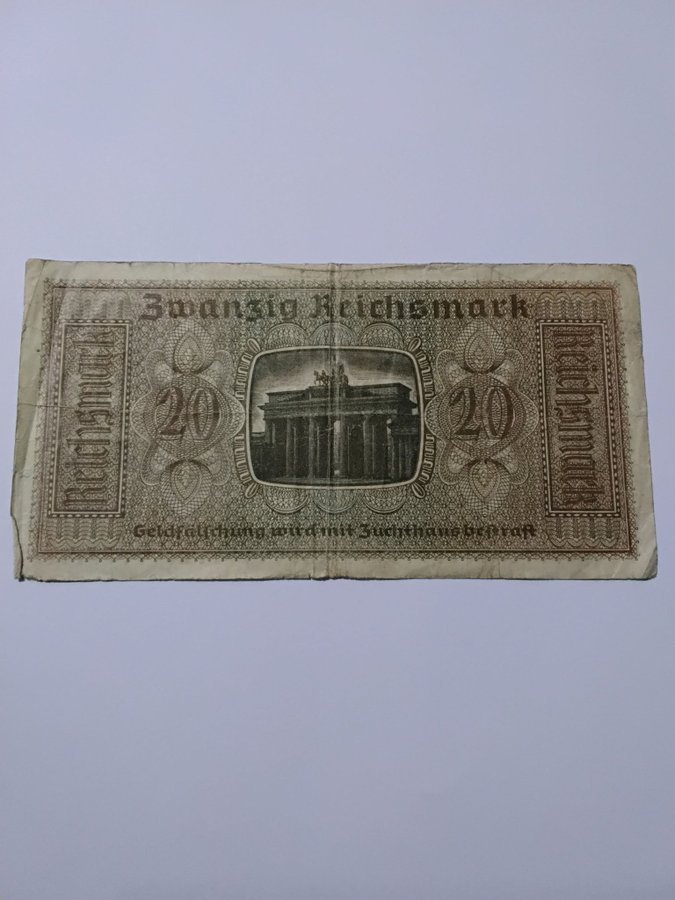 Zwanzig Reichsmark
Reichsmark
20
20
Reichsmark
Geldfälschung wird mit Zuchthaus bestraft